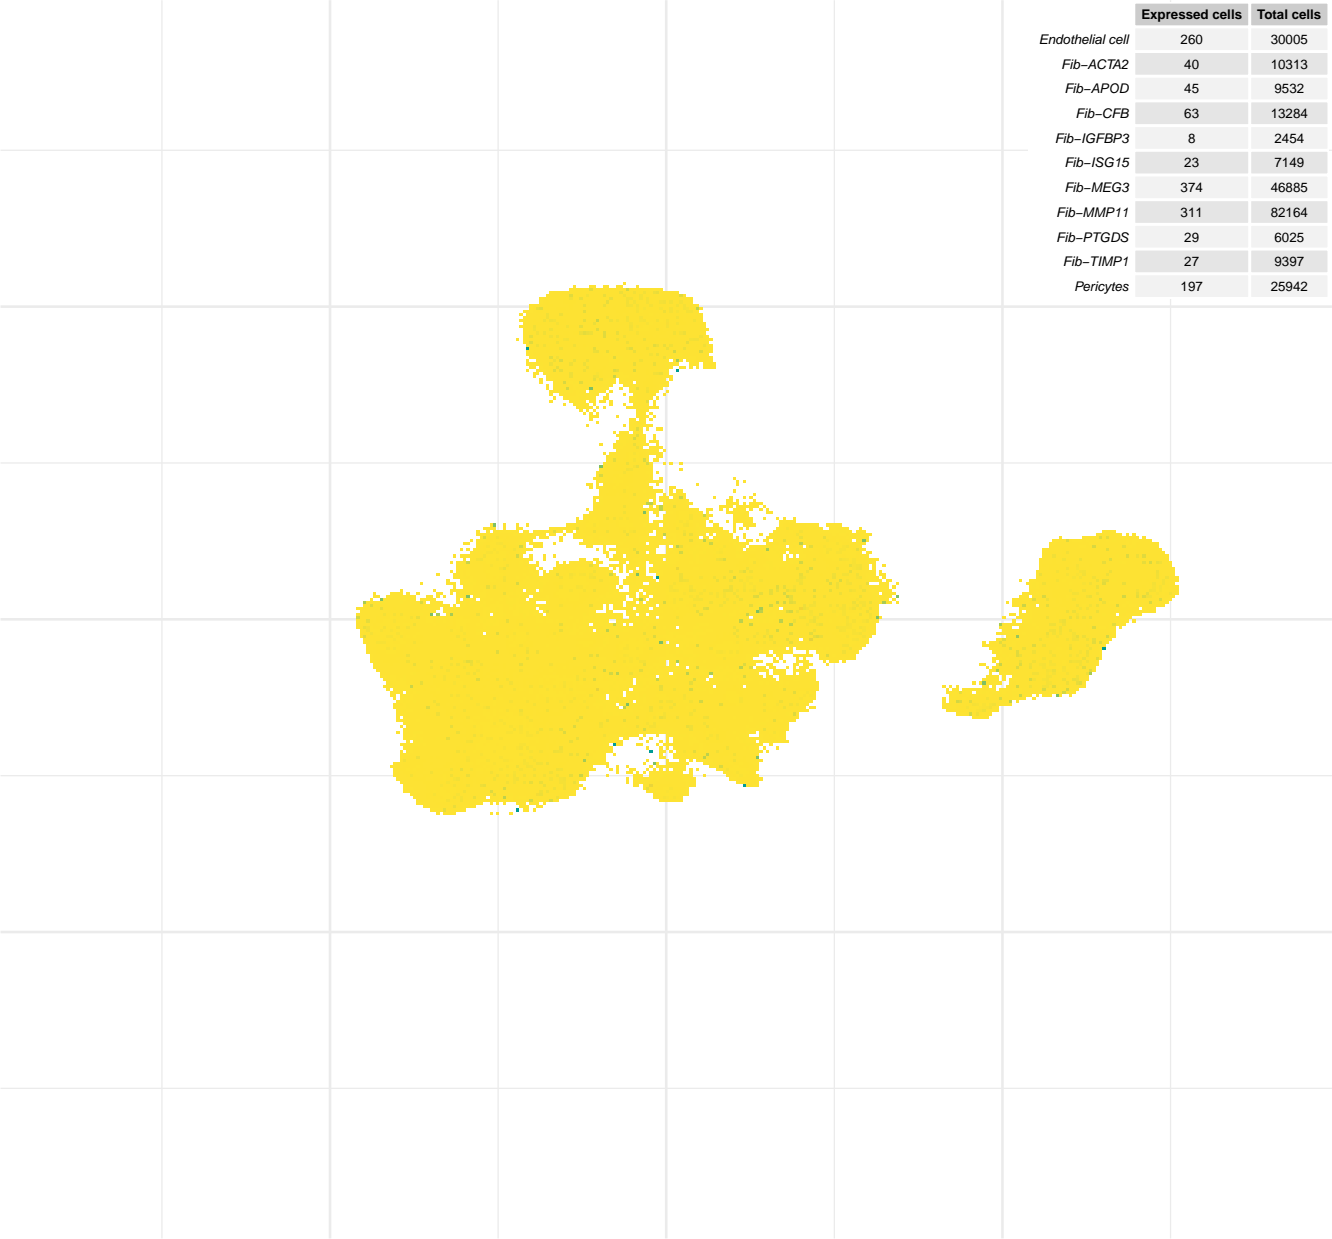 Expressed cells Total cells
Endothelial cell 260 30005
Fib−ACTA2 40 10313
Fib−APOD 45 9532
Fib−CFB 63 13284
Fib−IGFBP3 8 2454
Fib−ISG15 23 7149
Fib−MEG3 374 46885
Fib−MMP11 311 82164
Fib−PTGDS 29 6025
Fib−TIMP1 27 9397
Pericytes 197 25942